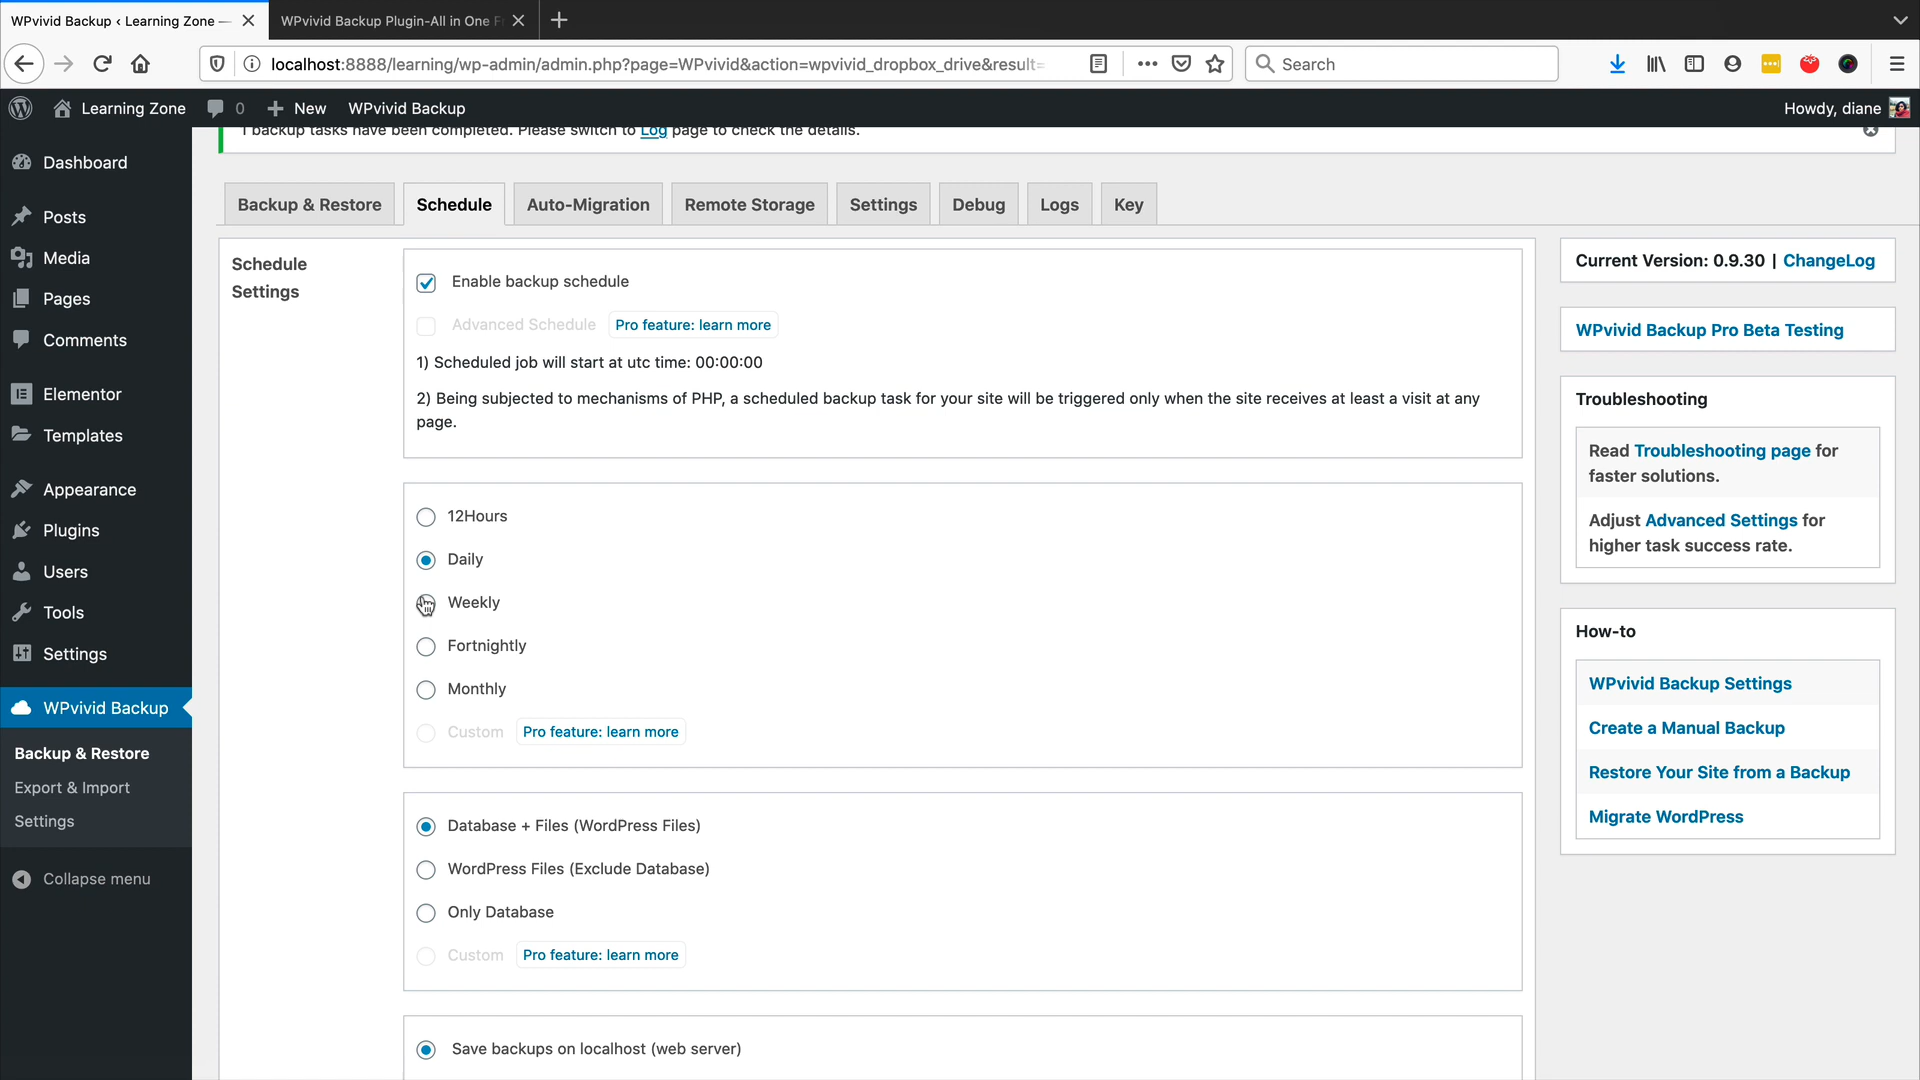 WPvivid Backup ‹ Learning Zone —
WPvivid Backup Plugin-All in One F
localhost:8888/learning/wp-admin/admin.php?page=WPvivid&action=wpvivid_dropbox_drive&result=
Search
Learning Zone
0
New
WPvivid Backup
Howdy, diane
1 backup tasks have been completed. Please switch to Log page to check the details.
Dashboard
Posts
Media
Pages
Comments
Elementor
Templates
Appearance
Plugins
Users
Tools
Settings
WPvivid Backup
Backup & Restore
Export & Import
Settings
Collapse menu
Backup & Restore
Schedule
Auto-Migration
Remote Storage
Settings
Debug
Logs
Key
Schedule
Settings
Enable backup schedule
Advanced Schedule
Pro feature: learn more
1) Scheduled job will start at utc time: 00:00:00
2) Being subjected to mechanisms of PHP, a scheduled backup task for your site will be triggered only when the site receives at least a visit at any
page.
12Hours
Daily
Weekly
Fortnightly
Monthly
Custom
Pro feature: learn more
Database + Files (WordPress Files)
WordPress Files (Exclude Database)
Only Database
Custom
Pro feature: learn more
Save backups on localhost (web server)
Current Version: 0.9.30 | ChangeLog
WPvivid Backup Pro Beta Testing
Troubleshooting
Read Troubleshooting page for
faster solutions.
Adjust Advanced Settings for
higher task success rate.
How-to
WPvivid Backup Settings
Create a Manual Backup
Restore Your Site from a Backup
Migrate WordPress